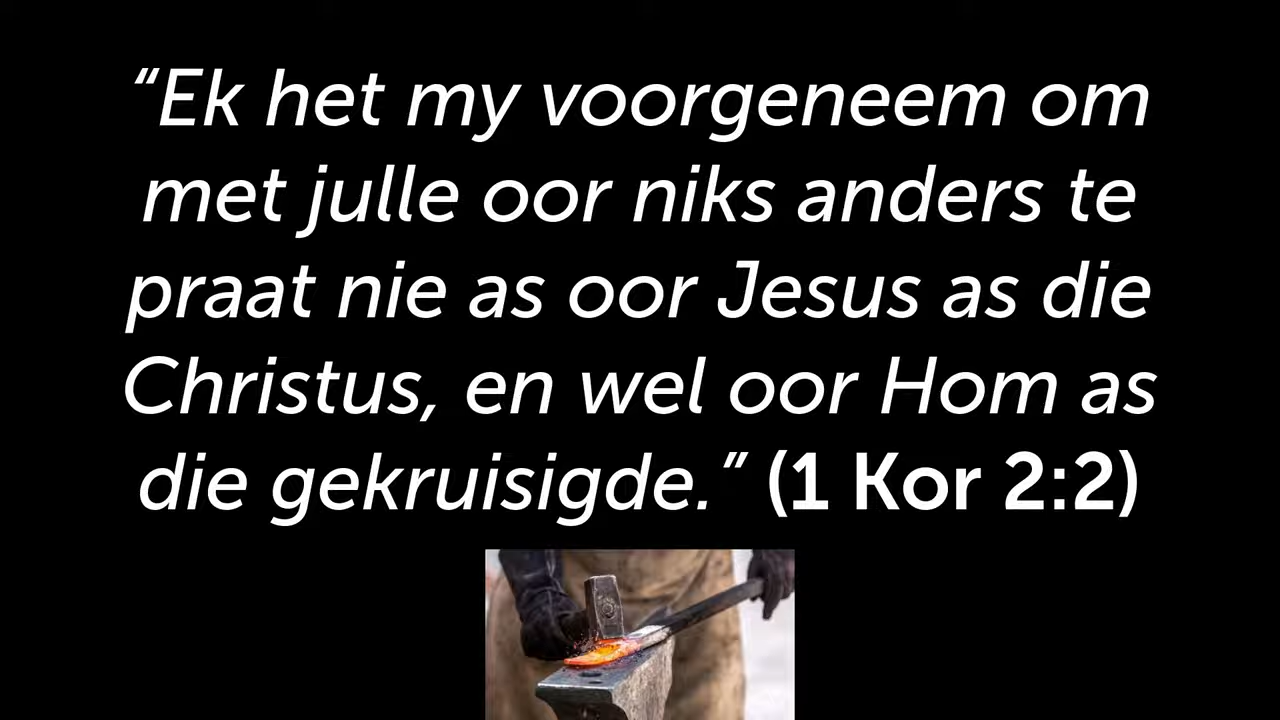 “Ek het my voorgeneem om
met julle oor niks anders te
praat nie as oor Jesus as die
Christus, en wel oor Hom as
die gekruisigde.” (1 Kor 2:2)